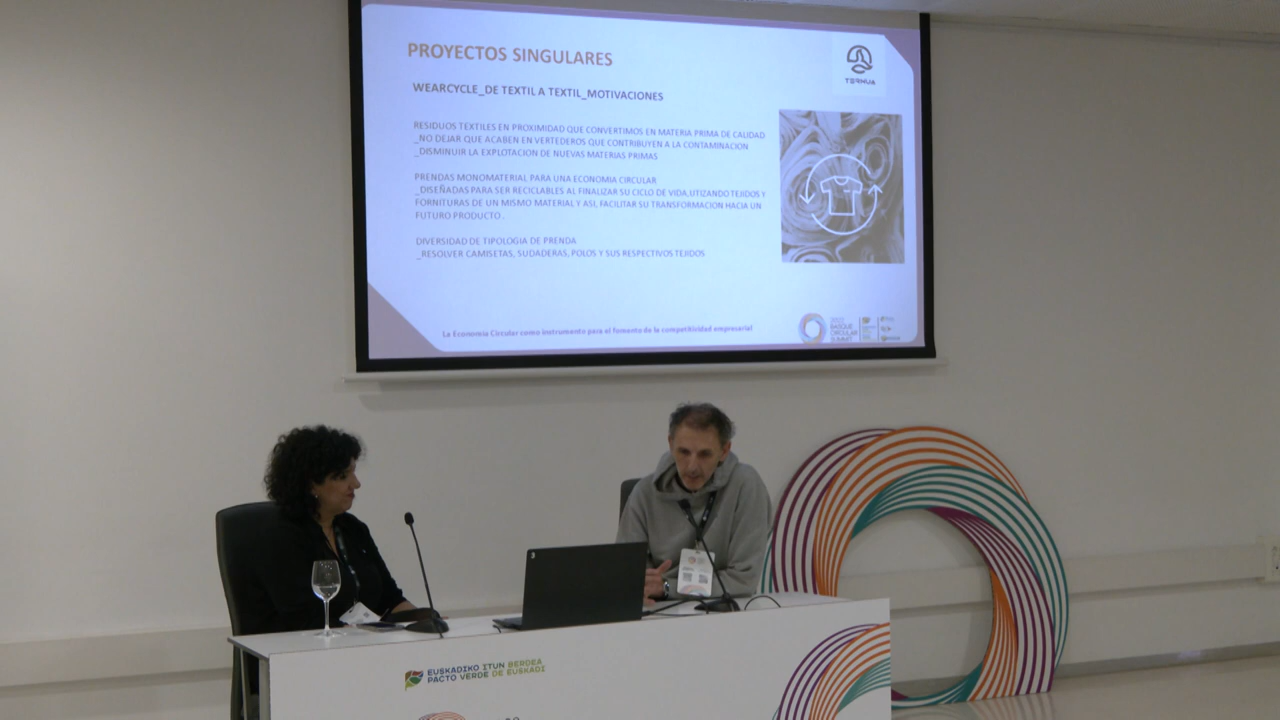 PROYECTOS SINGULARES
TERNUA
WEARCYCLE_DE TEXTIL A TEXTIL_MOTIVACIONES
RESIDUOS TEXTILES EN PROXIMIDAD QUE CONVERTIMOS EN MATERIA PRIMA DE CALIDAD
_NO DEJAR QUE ACABEN EN VERTEDEROS QUE CONTRIBUYEN A LA CONTAMINACION
_DISMINUIR LA EXPLOTACION DE NUEVAS MATERIAS PRIMAS
PRENDAS MONOMATERIAL PARA UNA ECONOMIA CIRCULAR
_DISEÑADAS PARA SER RECICLABLES AL FINALIZAR SU CICLO DE VIDA,UTIZANDO TEJIDOS Y
FORNITURAS DE UN MISMO MATERIAL Y ASI, FACILITAR SU TRANSFORMACION HACIA UN
FUTURO PRODUCTO .
DIVERSIDAD DE TIPOLOGIA DE PRENDA
_RESOLVER CAMISETAS, SUDADERAS, POLOS Y SUS RESPECTIVOS TEJIDOS
La Economía Circular como instrumento para el fomento de la competitividad empresarial
BASQUE
CIRCULAR
SUMMIT
EUSKADIKO ITUN BERDEA
PACTO VERDE DE EUSKADI